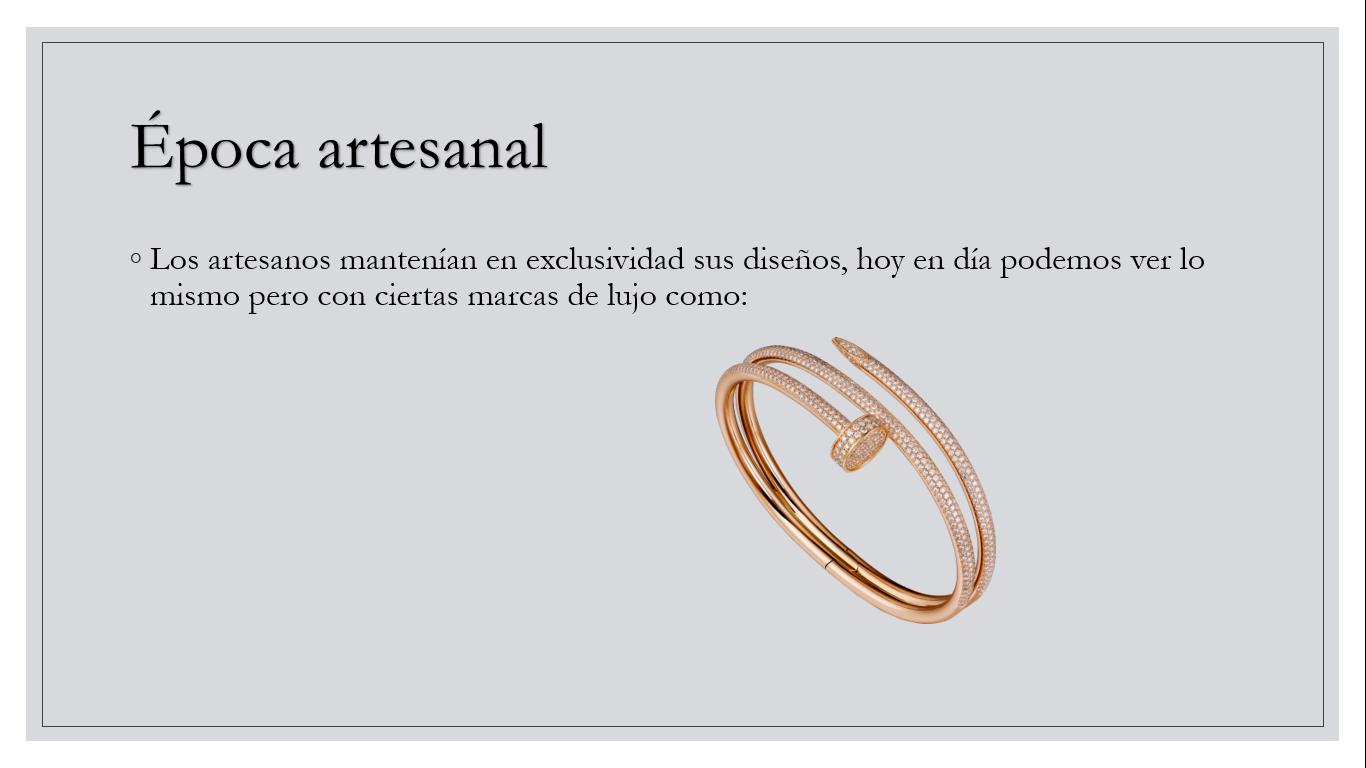 Época artesanal
◦ Los artesanos mantenían en exclusividad sus diseños, hoy en día podemos ver lo
mismo pero con ciertas marcas de lujo como: